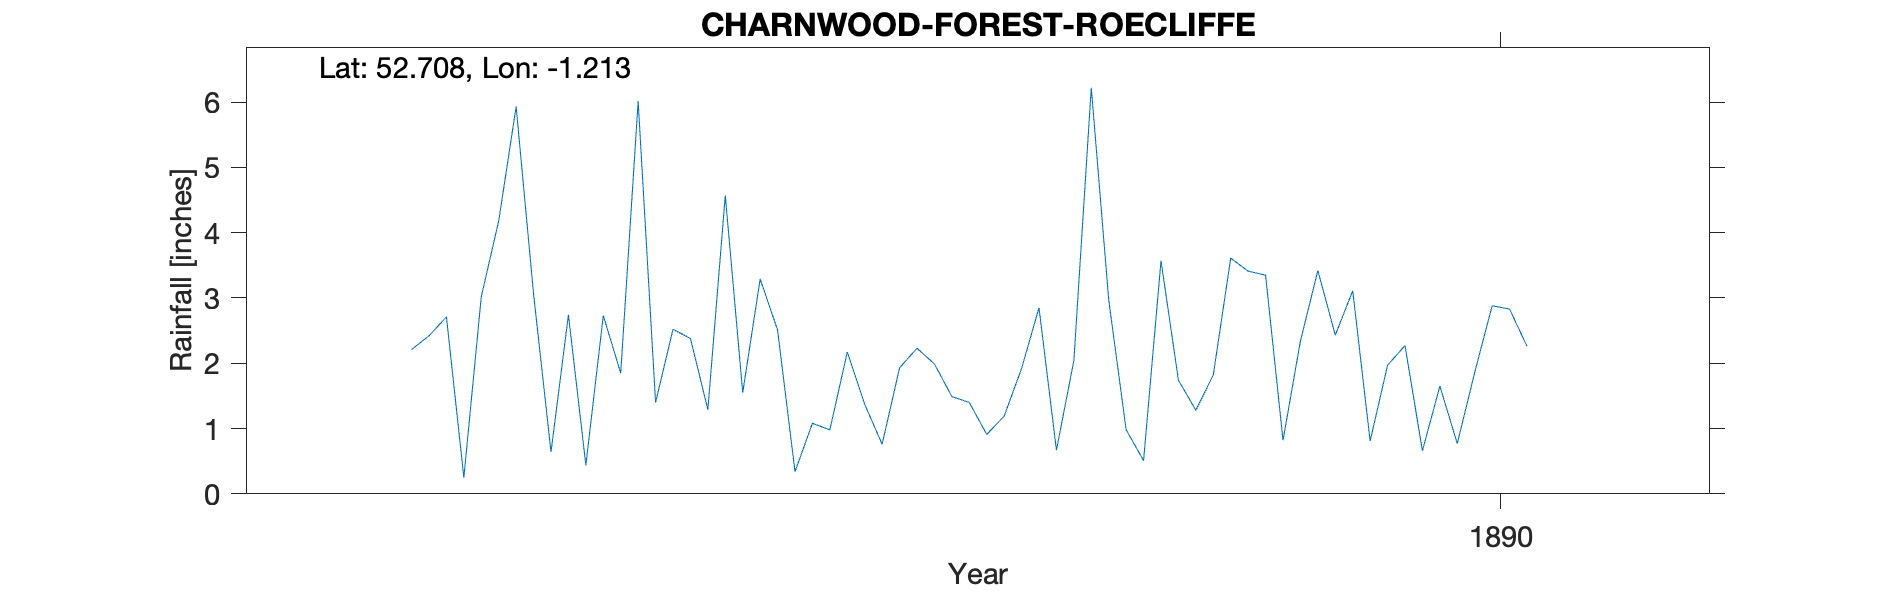 CHARNWOOD-FOREST-ROECLIFFE
Lat: 52.708, Lon: -1.213
6
5
4
3
2
1
0
Rainfall [inches]
1890
Year